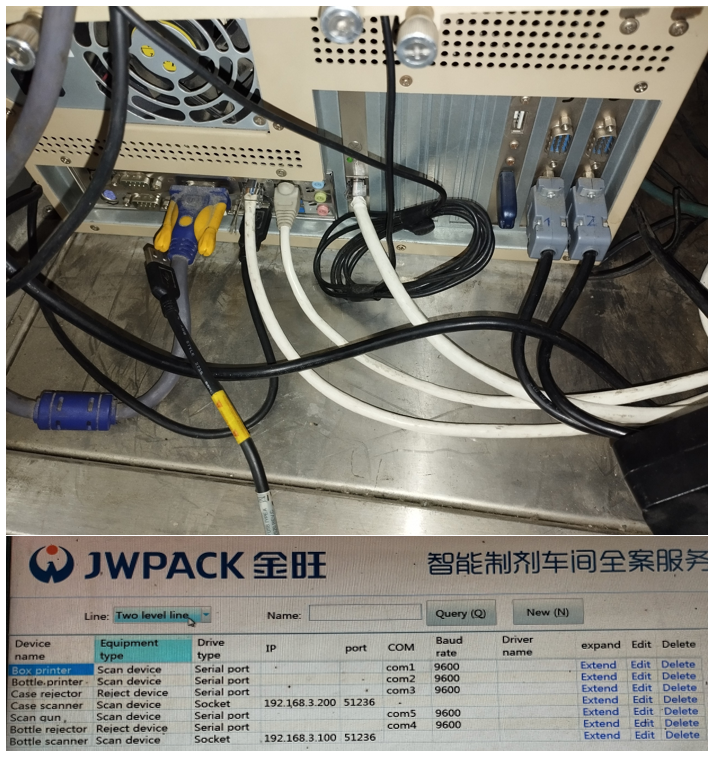 1
2
JWPACK 金旺
智能制剂车间全案服务
Line: Two level line Name: Query (Q) New (N)
Device name Equipment type Drive type IP port COM Baud rate Driver name expand Edit Delete
Box printer Scan device Serial port com1 9600 Extend Edit Delete
Bottle printer Scan device Serial port com2 9600 Extend Edit Delete
Case rejector Reject device Serial port com3 9600 Extend Edit Delete
Case scanner Scan device Socket 192.168.3.200 51236 Extend Edit Delete
Scan gun Scan device Serial port com5 9600 Extend Edit Delete
Bottle rejector Reject device Serial port com4 9600 Extend Edit Delete
Bottle scanner Scan device Socket 192.168.3.100 51236 Extend Edit Delete